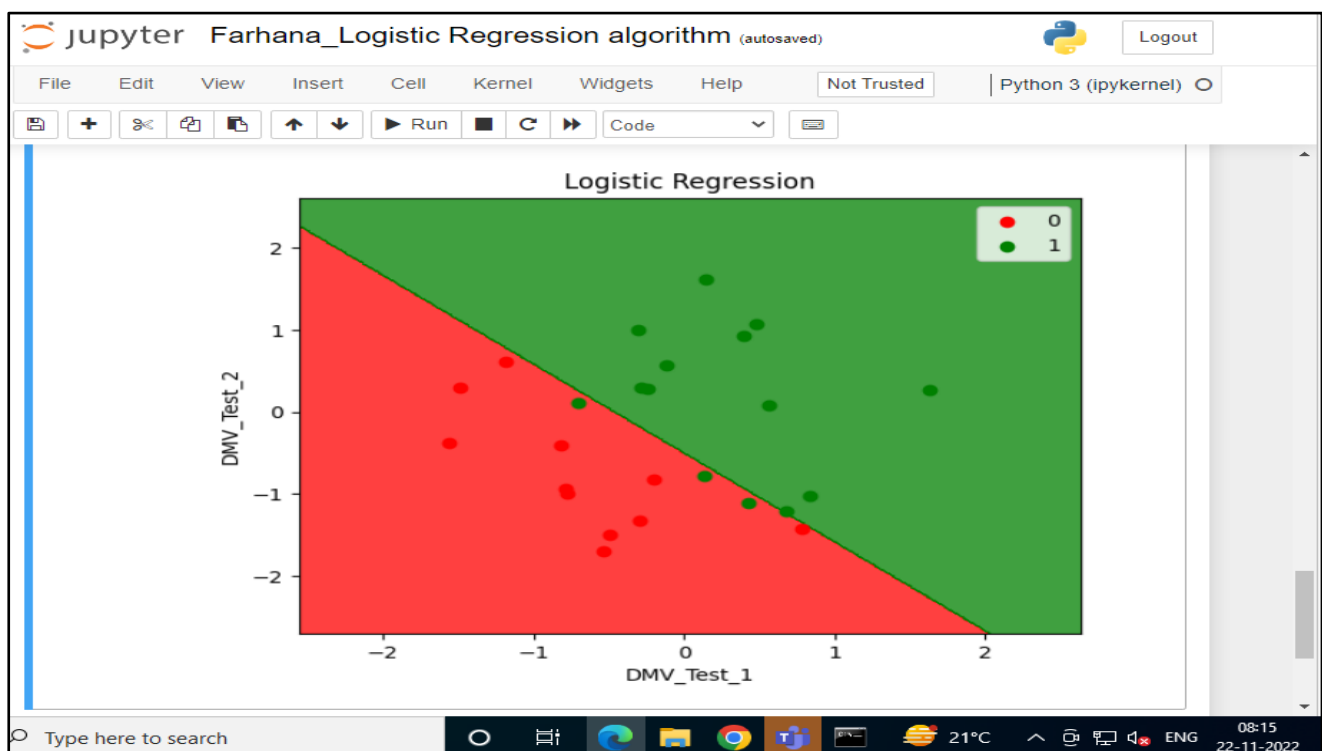 jupyter Farhana_Logistic Regression algorithm (autosaved) Logout
File Edit View Insert Cell Kernel Widgets Help Not Trusted Python 3 (ipykernel)
Run Code
Logistic Regression
0
1
2
1
0
−1
−2
DMV_Test_2
−2 −1 0 1 2
DMV_Test_1
Type here to search 21°C ENG 08:15
22-11-2022